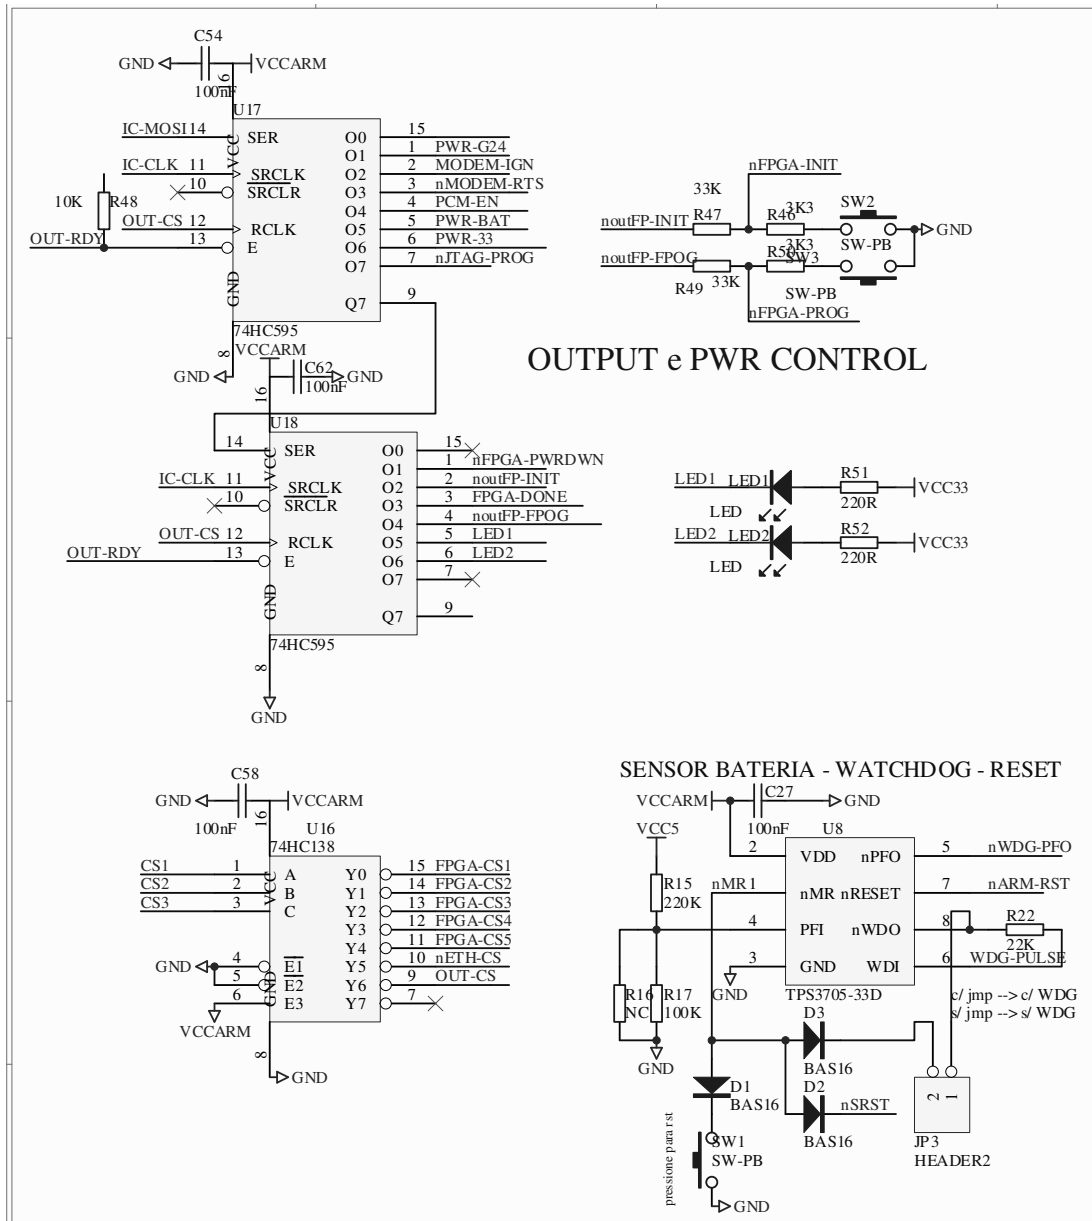 C54
GND
VCCARM
100nF
16
U17
IC-MOSI 14 SER
VCC
IC-CLK 11 SRCLK
10 SRCLR
10K R48
OUT-CS 12 RCLK
OUT-RDY 13 E
GND
8
GND
O0 15
O1 1 PWR-G24
O2 2 MODEM-IGN
O3 3 nMODEM-RTS
O4 4 PCM-EN
O5 5 PWR-BAT
O6 6 PWR-33
O7 7 nJTAG-PROG
Q7 9
74HC595
nFPGA-INIT
33K
noutFP-INIT R47 R46 3K3 SW2
SW-PB
GND
noutFP-FPOG R49 33K R50 3K3 SW3
SW-PB
nFPGA-PROG
OUTPUT e PWR CONTROL
VCCARM
C62
100nF
GND
16
U18
14 SER
VCC
IC-CLK 11 SRCLK
10 SRCLR
OUT-CS 12 RCLK
OUT-RDY 13 E
GND
O0 15
O1 1 nFPGA-PWRDWN
O2 2 noutFP-INIT
O3 3 FPGA-DONE
O4 4 noutFP-FPOG
O5 5 LED1
O6 6 LED2
O7 7
Q7 9
74HC595
8
GND
LED1 LED1 R51
LED 220R VCC33
LED2 LED2 R52
LED 220R VCC33
C58
GND
VCCARM
100nF
16
U16
74HC138
CS1 1 A
CS2 2 B
CS3 3 C
VCC
GND 4 E1
5 E2
6 E3
GND
VCCARM
8
GND
Y0 15 FPGA-CS1
Y1 14 FPGA-CS2
Y2 13 FPGA-CS3
Y3 12 FPGA-CS4
Y4 11 FPGA-CS5
Y5 10 nETH-CS
Y6 9 OUT-CS
Y7 7
SENSOR BATERIA - WATCHDOG - RESET
VCCARM
C27
GND
100nF
U8
VCC5
2 VDD nPFO 5 nWDG-PFO
R15
220K
nMR 1 nMR nRESET 7 nARM-RST
4 PFI nWDO 8 R22
22K
3 GND WDI 6 WDG-PULSE
GND
TPS3705-33D
R16
NC
R17
100K
GND
c/ jmp --> c/ WDG
s/ jmp --> s/ WDG
D3
BAS16
D1
BAS16
D2
BAS16
nSRST
2 1
JP3
HEADER2
pressione para rst
SW1
SW-PB
GND